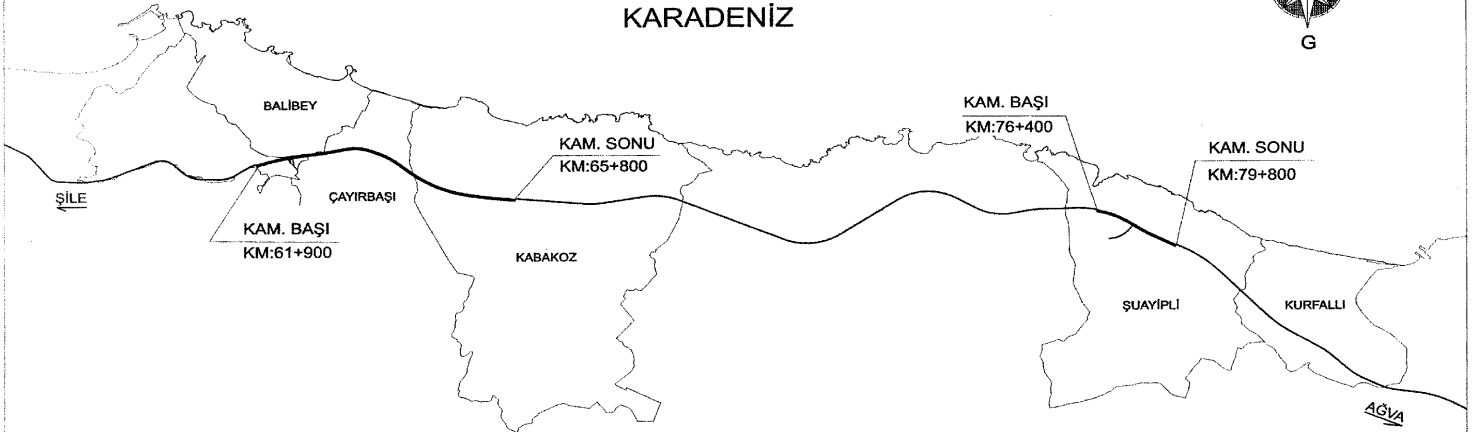 KARADENİZ
G
BALİBEY
KAM. BAŞI
KM:76+400
KAM. SONU
KM:65+800
KAM. SONU
KM:79+800
ŞİLE
ÇAYIRBAŞI
KAM. BAŞI
KM:61+900
KABAKOZ
ŞUAYİPLİ
KURFALLI
AĞVA